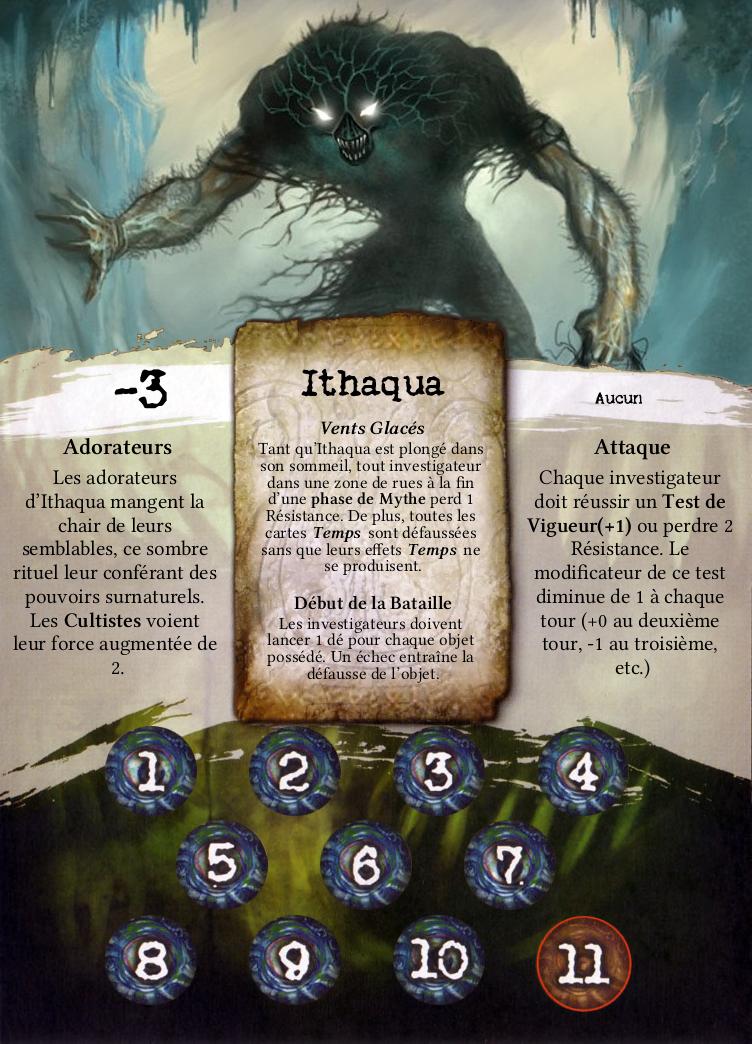 -3
Adorateurs
Les adorateurs
d'Ithaqua mangent la
chair de leurs
semblables, ce sombre
rituel leur conférant des
pouvoirs surnaturels.
Les Cultistes voient
leur force augmentée de
2.
Ithaqua
Vents Glacés
Tant qu'Ithaqua est plongé dans
son sommeil, tout investigateur
dans une zone de rues à la fin
d'une phase de Mythe perd 1
Résistance. De plus, toutes les
cartes Temps sont défaussées
sans que leurs effets Temps ne
se produisent.
Début de la Bataille
Les investigateurs doivent
lancer 1 dé pour chaque objet
possédé. Un échec entraîne la
défausse de l'objet.
Aucun
Attaque
Chaque investigateur
doit réussir un Test de
Vigueur(+1) ou perdre 2
Résistance. Le
modificateur de ce test
diminue de 1 à chaque
tour (+0 au deuxième
tour, -1 au troisième,
etc.)
1 2 3 4
5 6 7
8 9 10 11